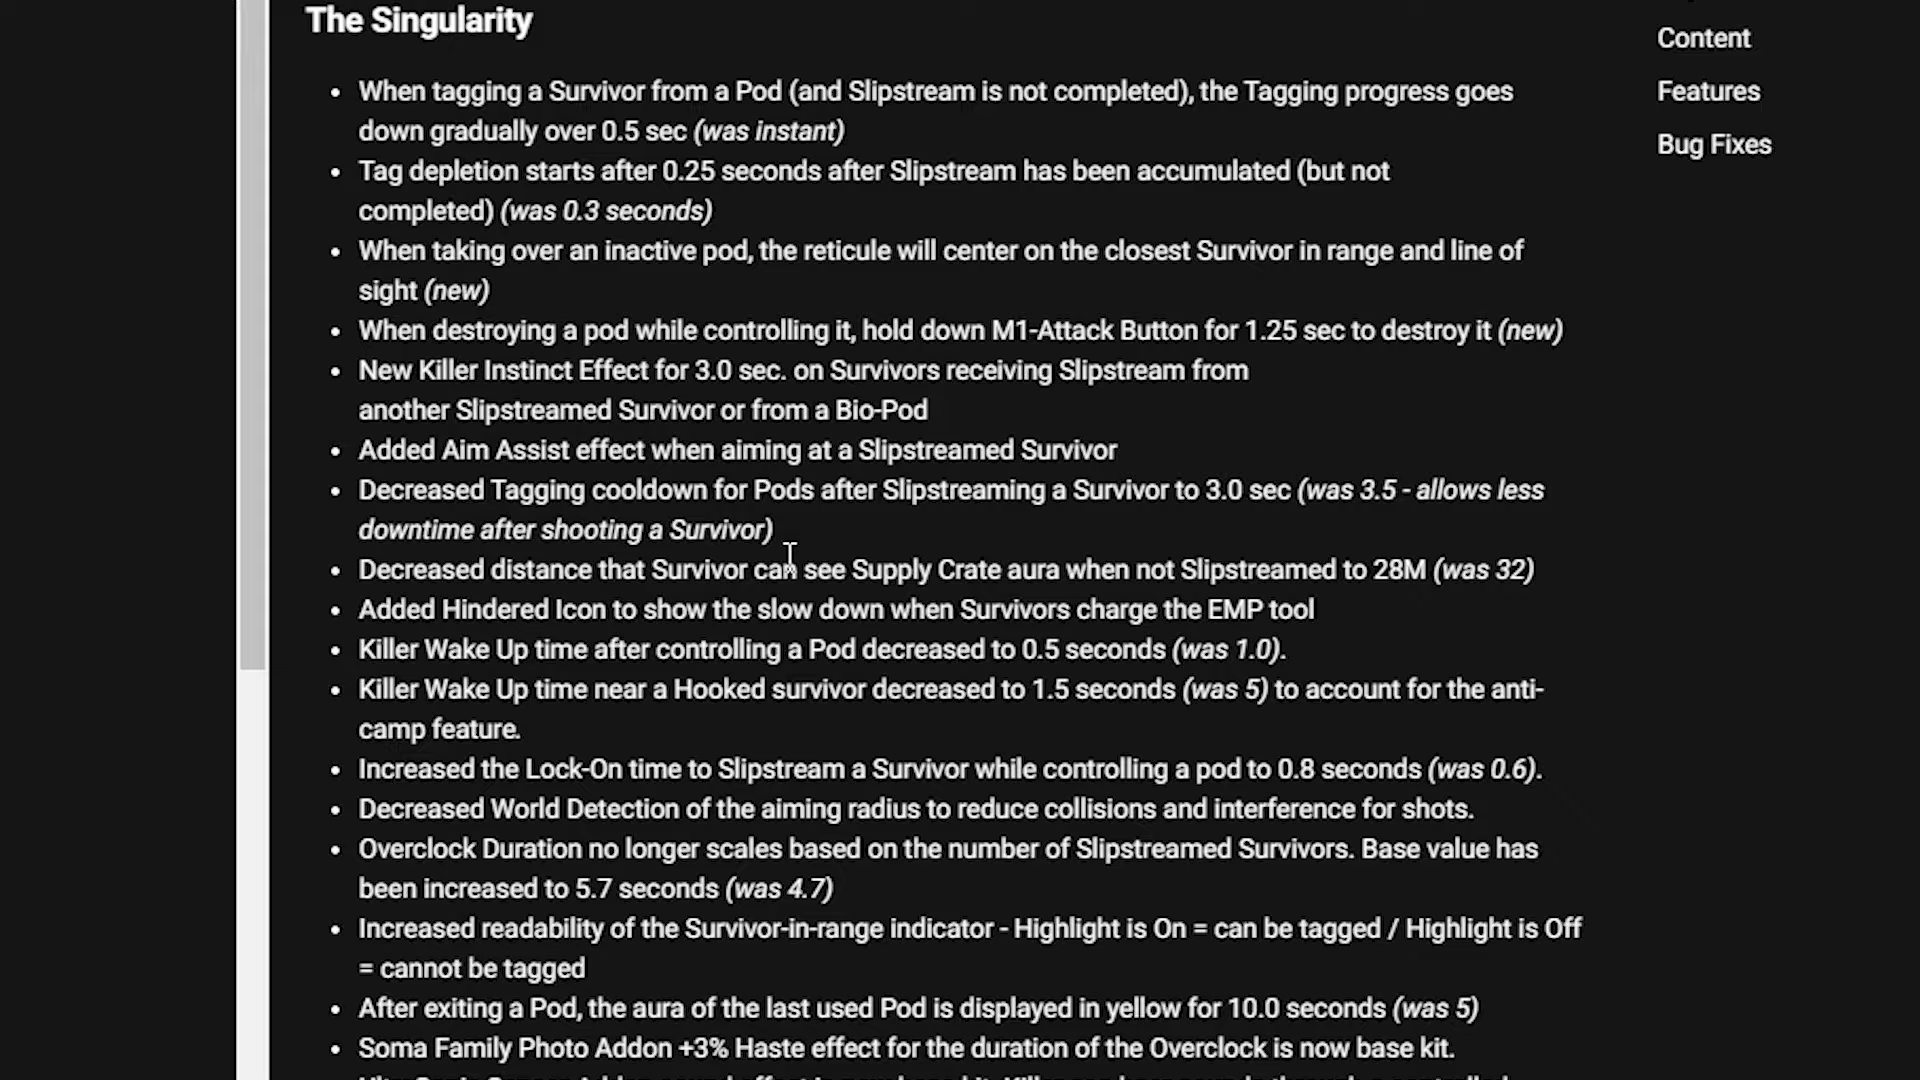 The Singularity
• When tagging a Survivor from a Pod (and Slipstream is not completed), the Tagging progress goes
down gradually over 0.5 sec (was instant)
• Tag depletion starts after 0.25 seconds after Slipstream has been accumulated (but not
completed) (was 0.3 seconds)
• When taking over an inactive pod, the reticule will center on the closest Survivor in range and line of
sight (new)
• When destroying a pod while controlling it, hold down M1-Attack Button for 1.25 sec to destroy it (new)
• New Killer Instinct Effect for 3.0 sec. on Survivors receiving Slipstream from
another Slipstreamed Survivor or from a Bio-Pod
• Added Aim Assist effect when aiming at a Slipstreamed Survivor
• Decreased Tagging cooldown for Pods after Slipstreaming a Survivor to 3.0 sec (was 3.5 - allows less
downtime after shooting a Survivor)
• Decreased distance that Survivor can see Supply Crate aura when not Slipstreamed to 28M (was 32)
• Added Hindered Icon to show the slow down when Survivors charge the EMP tool
• Killer Wake Up time after controlling a Pod decreased to 0.5 seconds (was 1.0).
• Killer Wake Up time near a Hooked survivor decreased to 1.5 seconds (was 5) to account for the anti-
camp feature.
• Increased the Lock-On time to Slipstream a Survivor while controlling a pod to 0.8 seconds (was 0.6).
• Decreased World Detection of the aiming radius to reduce collisions and interference for shots.
• Overclock Duration no longer scales based on the number of Slipstreamed Survivors. Base value has
been increased to 5.7 seconds (was 4.7)
• Increased readability of the Survivor-in-range indicator - Highlight is On = can be tagged / Highlight is Off
= cannot be tagged
• After exiting a Pod, the aura of the last used Pod is displayed in yellow for 10.0 seconds (was 5)
• Soma Family Photo Addon +3% Haste effect for the duration of the Overclock is now base kit.
Content
Features
Bug Fixes